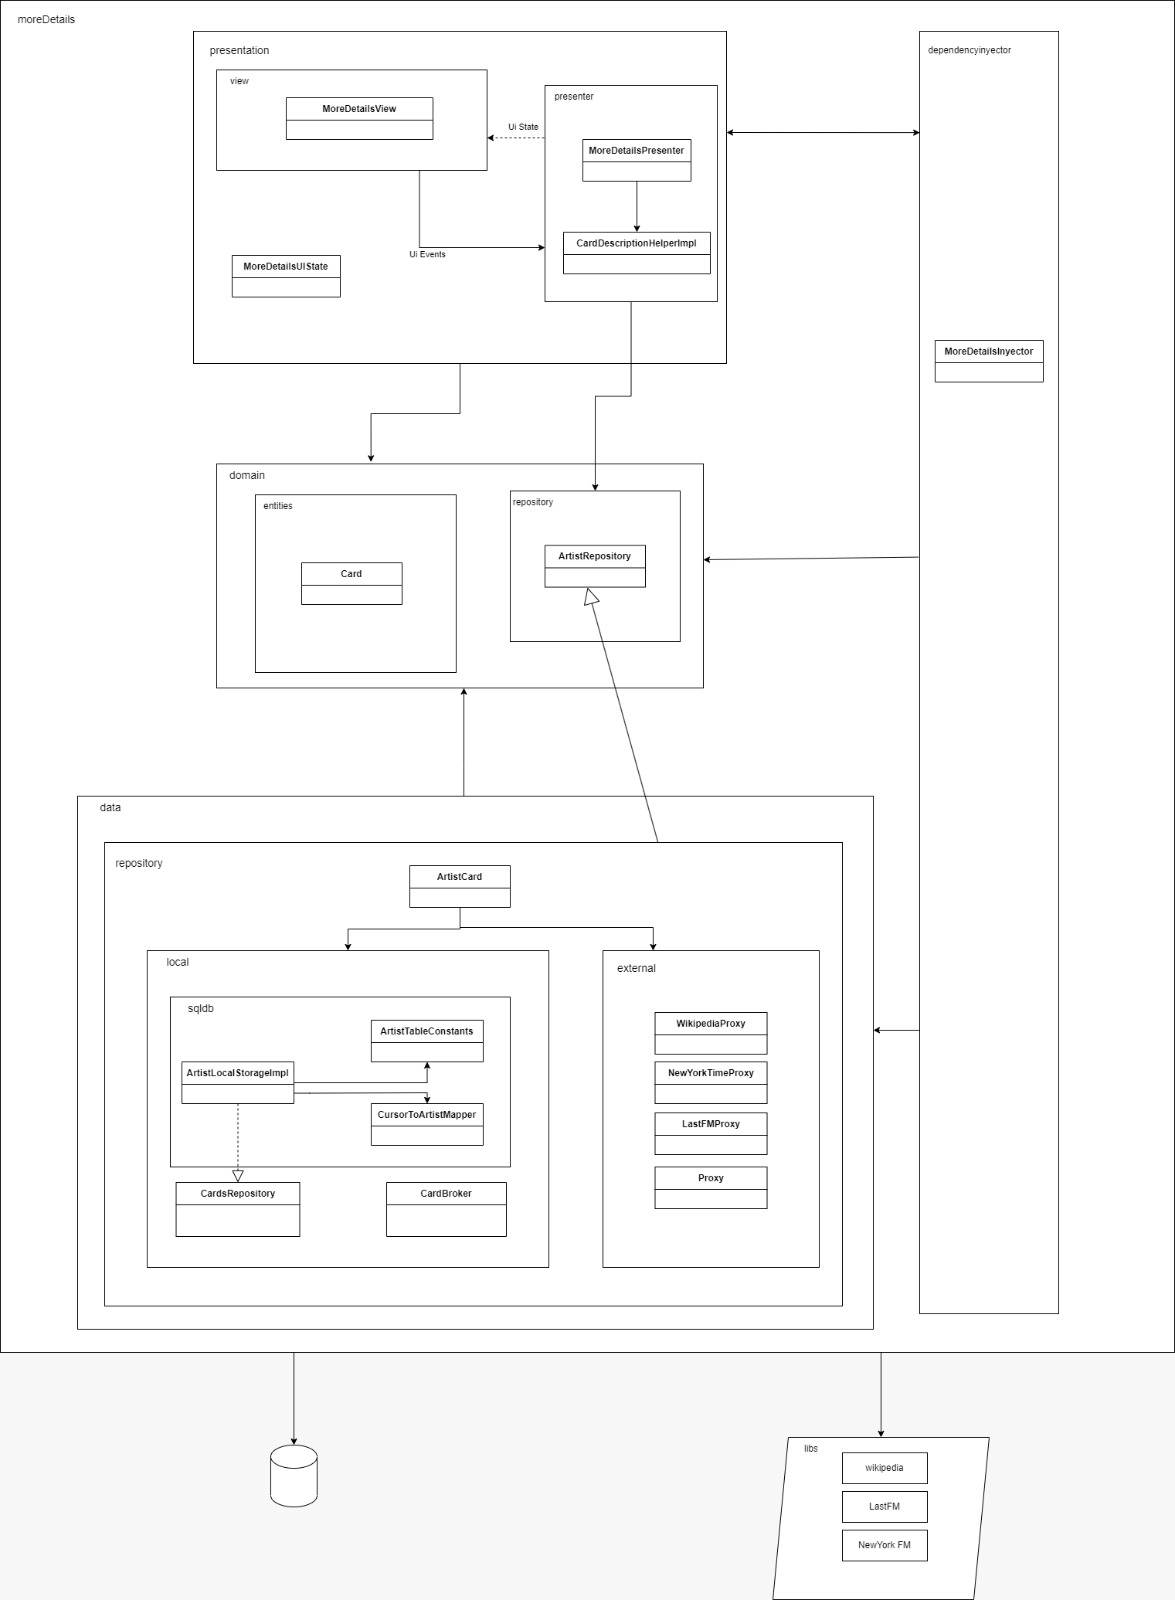 moreDetails
presentation
dependencyinyector
view
presenter
MoreDetailsView
Ui State
MoreDetailsPresenter
CardDescriptionHelperImpl
Ui Events
MoreDetailsUIState
MoreDetailsInyector
domain
entities
repository
ArtistRepository
Card
data
repository
ArtistCard
local
external
sqldb
WikipediaProxy
ArtistTableConstants
ArtistLocalStorageImpl
NewYorkTimeProxy
CursorToArtistMapper
LastFMProxy
Proxy
CardsRepository
CardBroker
libs
wikipedia
LastFM
NewYork FM